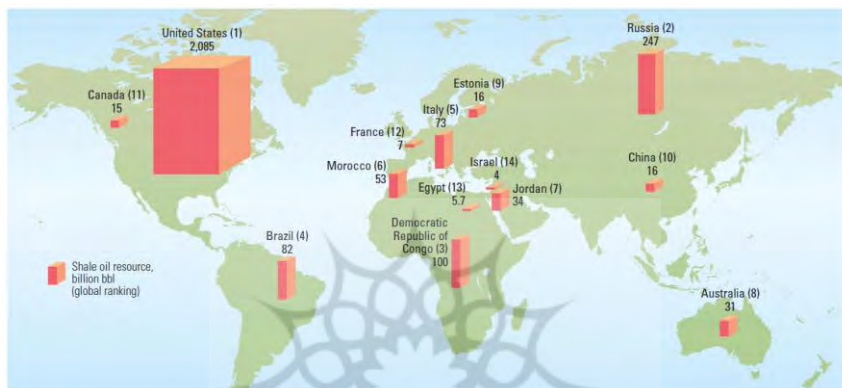 United States (1)
2,085
Russia (2)
247
Canada (11)
15
Estonia (9)
16
Italy (5)
73
France (12)
7
Israel (14)
4
China (10)
16
Morocco (6)
53
Egypt (13)
5.7
Jordan (7)
34
Democratic
Republic of
Congo (3)
100
Brazil (4)
82
Shale oil resource,
billion bbl
(global ranking)
Australia (8)
31